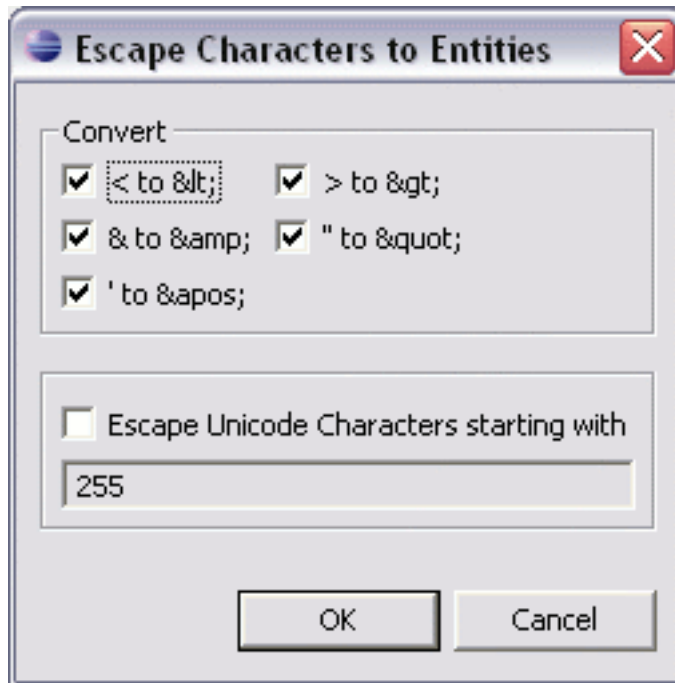 Escape Characters to Entities
Convert
< to &lt; > to &gt;
& to &amp; " to &quot;
' to &apos;
Escape Unicode Characters starting with
255
OK Cancel